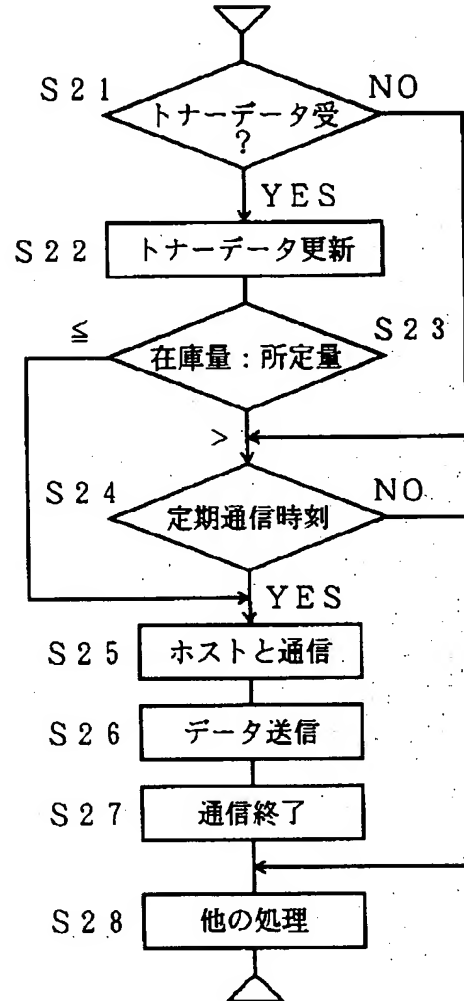 S21
NO
トナーデータ受
?
YES
S22
トナーデータ更新
≦
S23
在庫量:所定量
>
S24
NO
定期通信時刻
YES
S25
ホストと通信
S26
データ送信
S27
通信終了
S28
他の処理